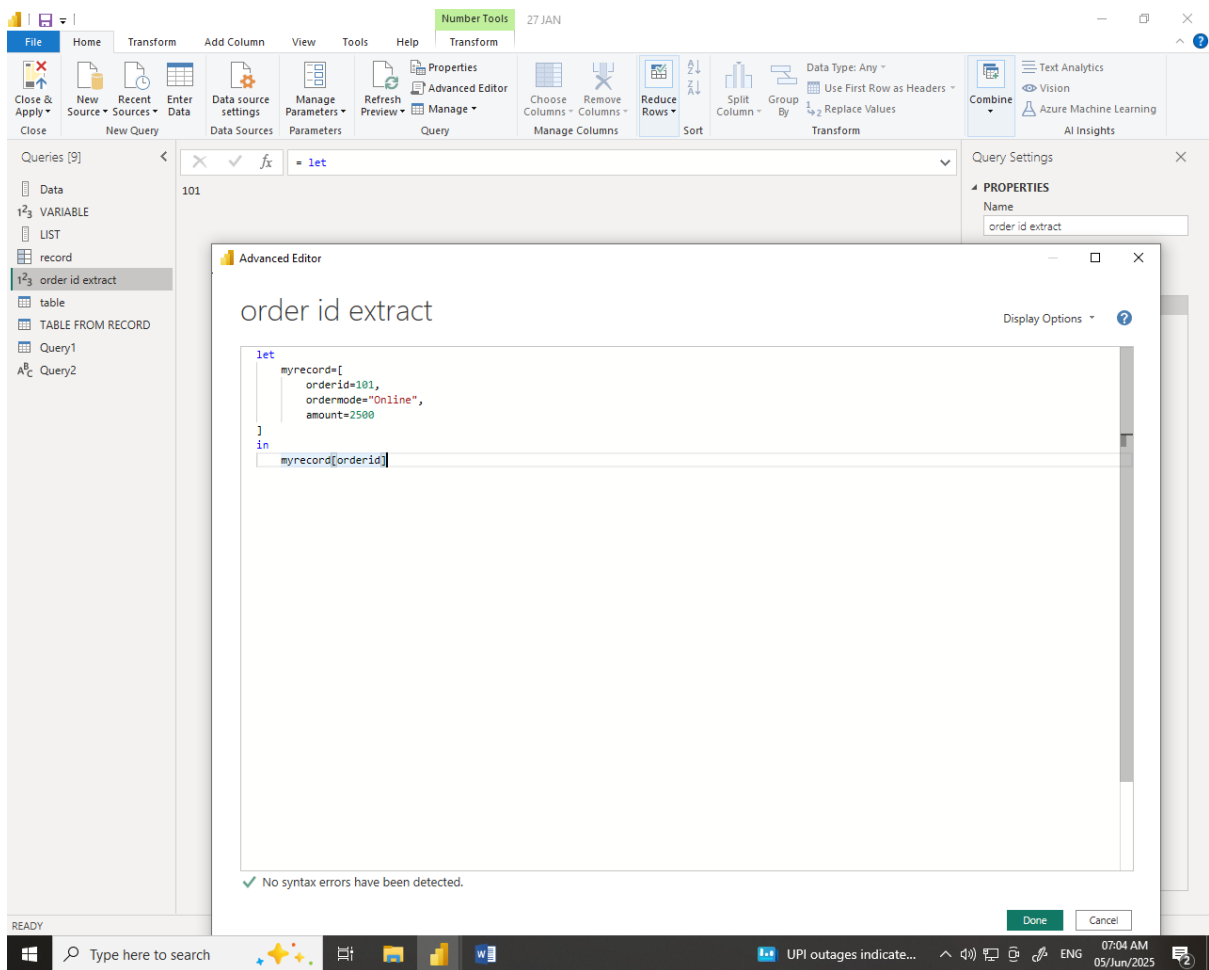 Number Tools
27 JAN
File
Home
Transform
Add Column
View
Tools
Help
Transform
Close & Apply
New Source
Recent Sources
Enter Data
Data source settings
Manage Parameters
Refresh Preview
Properties
Advanced Editor
Manage
Choose Columns
Remove Columns
Reduce Rows
Split Column
Group By
Data Type: Any
Use First Row as Headers
Replace Values
Combine
Text Analytics
Vision
Azure Machine Learning
Close
New Query
Data Sources
Parameters
Query
Manage Columns
Sort
Transform
AI Insights
Queries [9]
fx
= let
Query Settings
Data
101
PROPERTIES
VARIABLE
Name
LIST
order id extract
record
order id extract
table
TABLE FROM RECORD
Query1
Query2
Advanced Editor
order id extract
Display Options
let
myrecord=[
orderid=101,
ordermode="Online",
amount=2500
]
in
myrecord[orderid]
No syntax errors have been detected.
Done
Cancel
READY
Type here to search
UPI outages indicate...
ENG
07:04 AM
05/Jun/2025
2